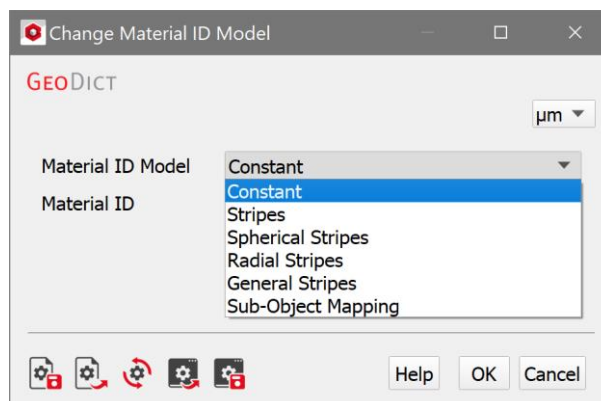 Change Material ID Model
GEODICT
µm
Material ID Model Constant
Constant
Material ID
Stripes
Spherical Stripes
Radial Stripes
General Stripes
Sub-Object Mapping
Help OK Cancel